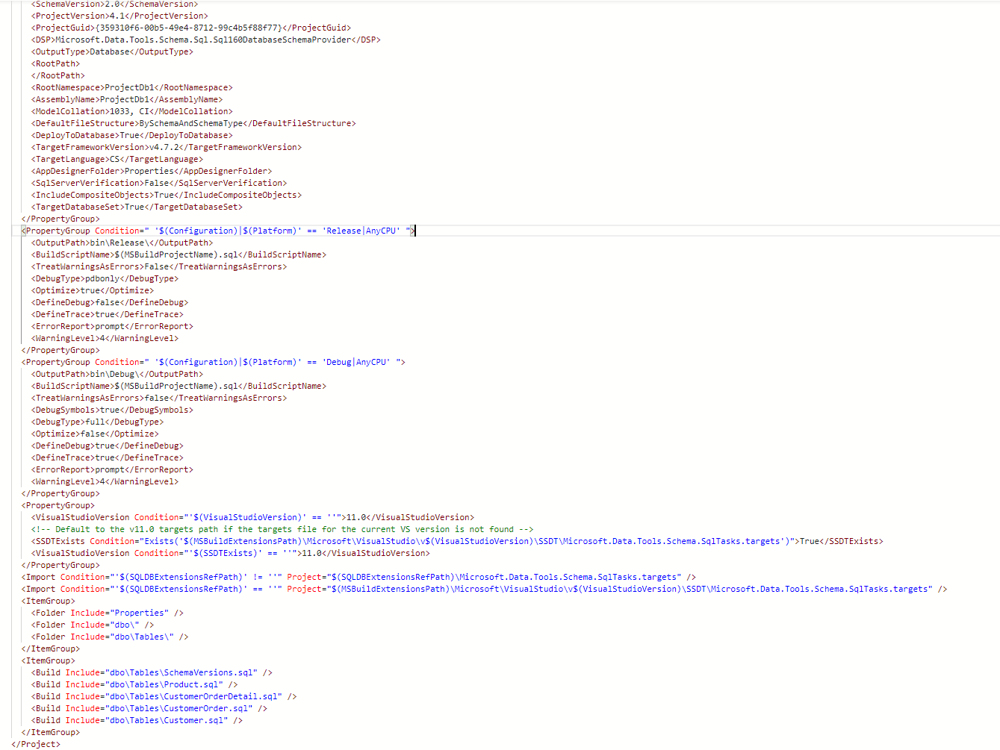 <SchemaVersion>2.0</SchemaVersion>
<ProjectVersion>4.1</ProjectVersion>
<ProjectGuid>{359310f6-00b5-49e4-8712-99c4b5f88f77}</ProjectGuid>
<DSP>Microsoft.Data.Tools.Schema.Sql.Sql160DatabaseSchemaProvider</DSP>
<OutputType>Database</OutputType>
<RootPath>
</RootPath>
<RootNamespace>ProjectDb1</RootNamespace>
<AssemblyName>ProjectDb1</AssemblyName>
<ModelCollation>1033, CI</ModelCollation>
<DefaultFileStructure>BySchemaAndSchemaType</DefaultFileStructure>
<DeployToDatabase>True</DeployToDatabase>
<TargetFrameworkVersion>v4.7.2</TargetFrameworkVersion>
<TargetLanguage>CS</TargetLanguage>
<AppDesignerFolder>Properties</AppDesignerFolder>
<SqlServerVerification>False</SqlServerVerification>
<IncludeCompositeObjects>True</IncludeCompositeObjects>
<TargetDatabaseSet>True</TargetDatabaseSet>
</PropertyGroup>
<PropertyGroup Condition=" '$(Configuration)|$(Platform)' == 'Release|AnyCPU' ">
<OutputPath>bin\Release\</OutputPath>
<BuildScriptName>$(MSBuildProjectName).sql</BuildScriptName>
<TreatWarningsAsErrors>False</TreatWarningsAsErrors>
<DebugType>pdbonly</DebugType>
<Optimize>true</Optimize>
<DefineDebug>false</DefineDebug>
<DefineTrace>true</DefineTrace>
<ErrorReport>prompt</ErrorReport>
<WarningLevel>4</WarningLevel>
</PropertyGroup>
<PropertyGroup Condition=" '$(Configuration)|$(Platform)' == 'Debug|AnyCPU' ">
<OutputPath>bin\Debug\</OutputPath>
<BuildScriptName>$(MSBuildProjectName).sql</BuildScriptName>
<TreatWarningsAsErrors>false</TreatWarningsAsErrors>
<DebugSymbols>true</DebugSymbols>
<DebugType>full</DebugType>
<Optimize>false</Optimize>
<DefineDebug>true</DefineDebug>
<DefineTrace>true</DefineTrace>
<ErrorReport>prompt</ErrorReport>
<WarningLevel>4</WarningLevel>
</PropertyGroup>
<PropertyGroup>
<VisualStudioVersion Condition="'$(VisualStudioVersion)' == ''">11.0</VisualStudioVersion>
<!-- Default to the v11.0 targets path if the targets file for the current VS version is not found -->
<SSDTExists Condition="Exists('$(MSBuildExtensionsPath)\Microsoft\VisualStudio\v$(VisualStudioVersion)\SSDT\Microsoft.Data.Tools.Schema.SqlTasks.targets')">True</SSDTExists>
<VisualStudioVersion Condition="'$(SSDTExists)' == ''">11.0</VisualStudioVersion>
</PropertyGroup>
<Import Condition="'$(SQLDBExtensionsRefPath)' != ''" Project="$(SQLDBExtensionsRefPath)\Microsoft.Data.Tools.Schema.SqlTasks.targets" />
<Import Condition="'$(SQLDBExtensionsRefPath)' == ''" Project="$(MSBuildExtensionsPath)\Microsoft\VisualStudio\v$(VisualStudioVersion)\SSDT\Microsoft.Data.Tools.Schema.SqlTasks.targets" />
<ItemGroup>
<Folder Include="Properties" />
<Folder Include="dbo\" />
<Folder Include="dbo\Tables\" />
</ItemGroup>
<ItemGroup>
<Build Include="dbo\Tables\SchemaVersions.sql" />
<Build Include="dbo\Tables\Product.sql" />
<Build Include="dbo\Tables\CustomerOrderDetail.sql" />
<Build Include="dbo\Tables\CustomerOrder.sql" />
<Build Include="dbo\Tables\Customer.sql" />
</ItemGroup>
</Project>